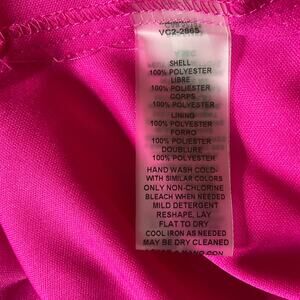 VC2-2865
SHELL
100% POLYESTER
LIBRE
100% POLIESTER
CORPS
100% POLYESTER
LINING
100% POLYESTER
FORRO
100% POLIESTER
DOUBLURE
100% POLYESTER
HAND WASH COLD-
WITH SIMILAR COLORS
ONLY NON-CHLORINE
BLEACH WHEN NEEDED
MILD DETERGENT
RESHAPE, LAY
FLAT TO DRY
COOL IRON AS NEEDED
MAY BE DRY CLEANED